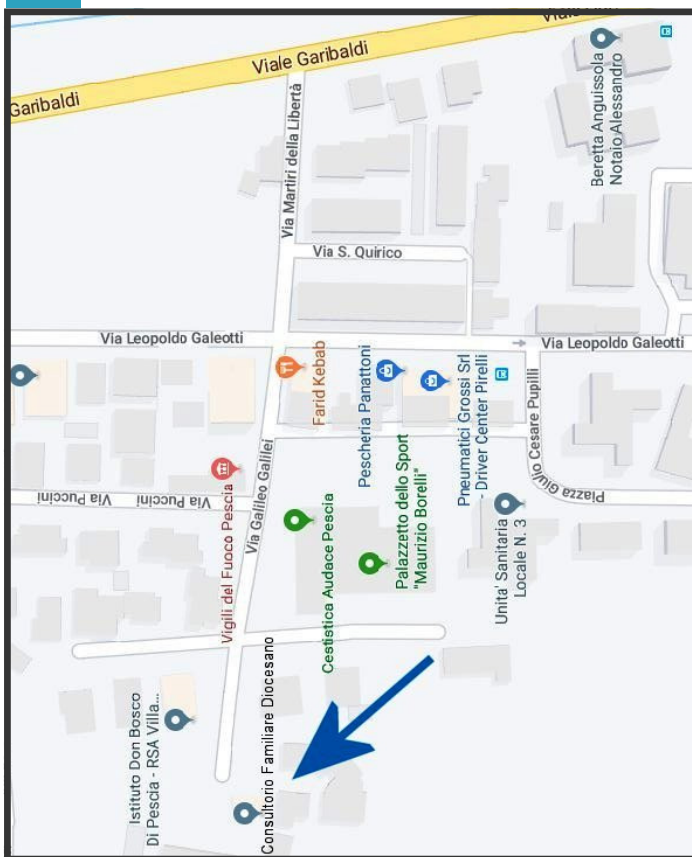 Viale Garibaldi
Viale Garibaldi
Garibaldi
Beretta Anguissola
Notaio Alessandro
Via Martiri della Libertà
Via S. Quirico
Via Leopoldo Galeotti
Via Leopoldo Galeotti
Farid Kebab
Pescheria Panattoni
Pneumatici Grossi Srl
- Driver Center Pirelli
Piazza Giulio Cesare Pupilli
Via Galileo Galilei
Vigili del Fuoco Pescia
Via Puccini
Via Puccini
Cestistica Audace Pescia
Palazzetto dello Sport
"Maurizio Borelli"
Unita' Sanitaria
Locale N. 3
Istituto Don Bosco
Di Pescia - RSA Villa...
Consultorio Familiare Diocesano